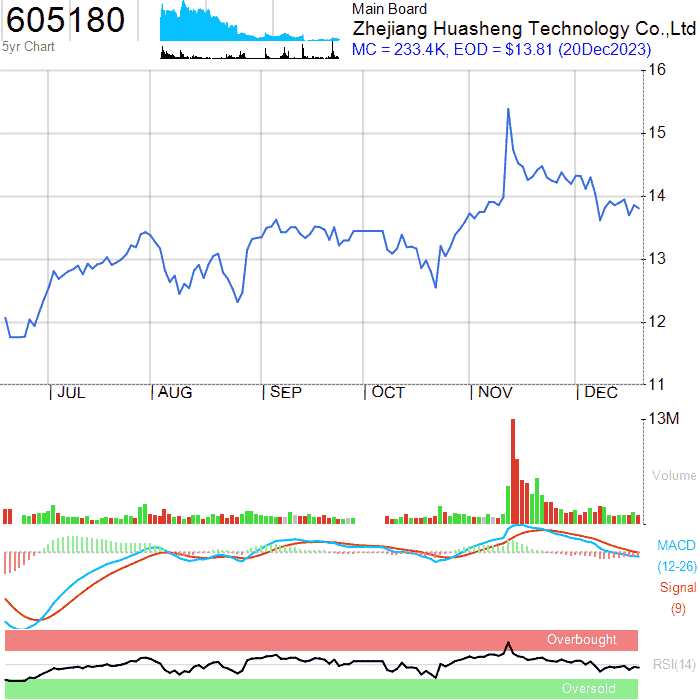 605180
5yr Chart
Main Board
Zhejiang Huasheng Technology Co.,Ltd
MC = 233.4K, EOD = $13.81 (20Dec2023)
16
15
14
13
12
11
JUL AUG SEP OCT NOV DEC
13M
Volume
MACD
(12-26)
Signal
(9)
Overbought
RSI(14)
Oversold